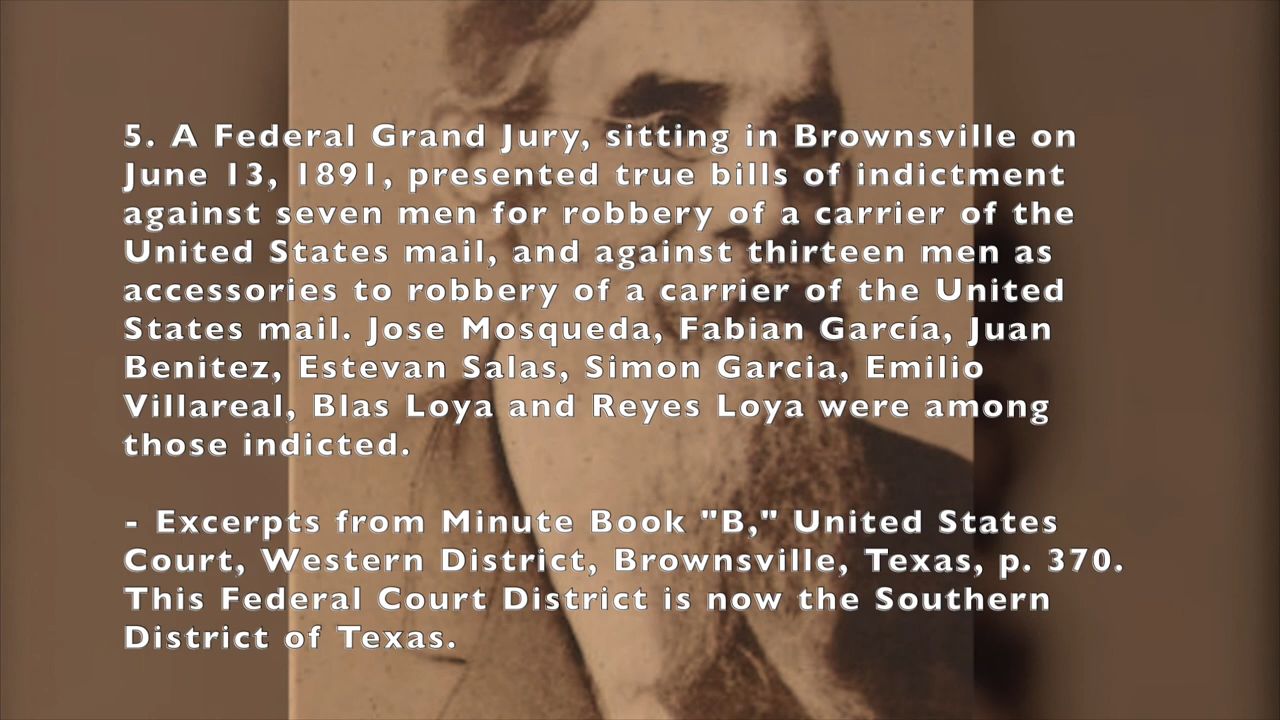 5. A Federal Grand Jury, sitting in Brownsville on
June 13, 1891, presented true bills of indictment
against seven men for robbery of a carrier of the
United States mail, and against thirteen men as
accessories to robbery of a carrier of the United
States mail. Jose Mosqueda, Fabian García, Juan
Benitez, Estevan Salas, Simon Garcia, Emilio
Villareal, Blas Loya and Reyes Loya were among
those indicted.
- Excerpts from Minute Book "B," United States
Court, Western District, Brownsville, Texas, p. 370.
This Federal Court District is now the Southern
District of Texas.